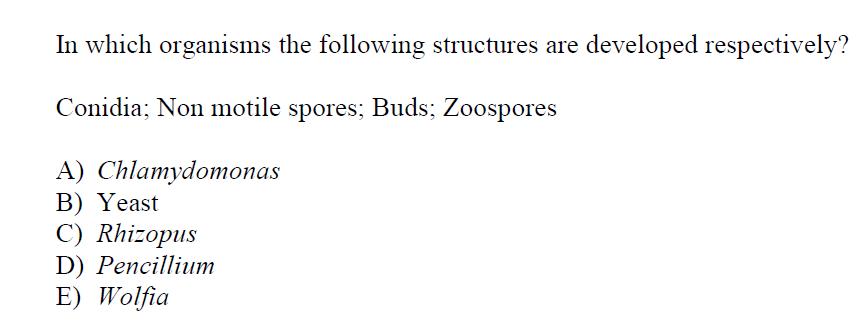 In which organisms the following structures are developed respectively?
Conidia; Non motile spores; Buds; Zoospores
A) Chlamydomonas
B) Yeast
C) Rhizopus
D) Pencillium
E) Wolfia